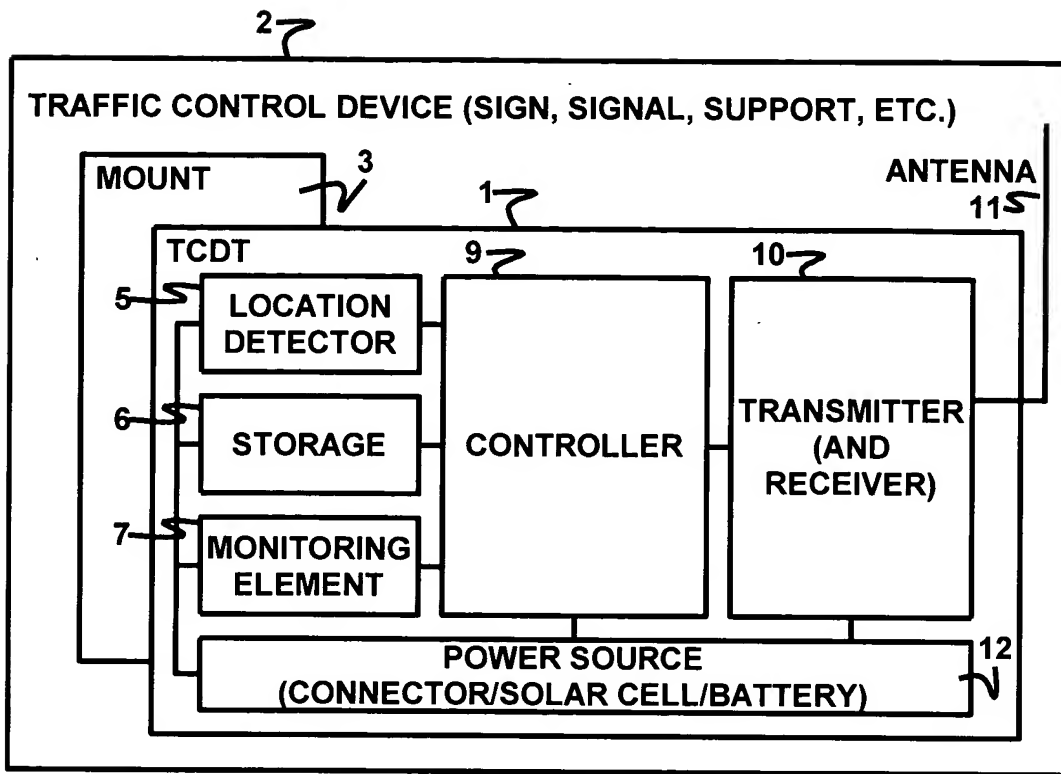 2
TRAFFIC CONTROL DEVICE (SIGN, SIGNAL, SUPPORT, ETC.)
MOUNT
3
ANTENNA
11
1
TCDT
9
10
5
LOCATION
DETECTOR
6
STORAGE
7
MONITORING
ELEMENT
CONTROLLER
TRANSMITTER
(AND
RECEIVER)
POWER SOURCE
(CONNECTOR/SOLAR CELL/BATTERY)
12